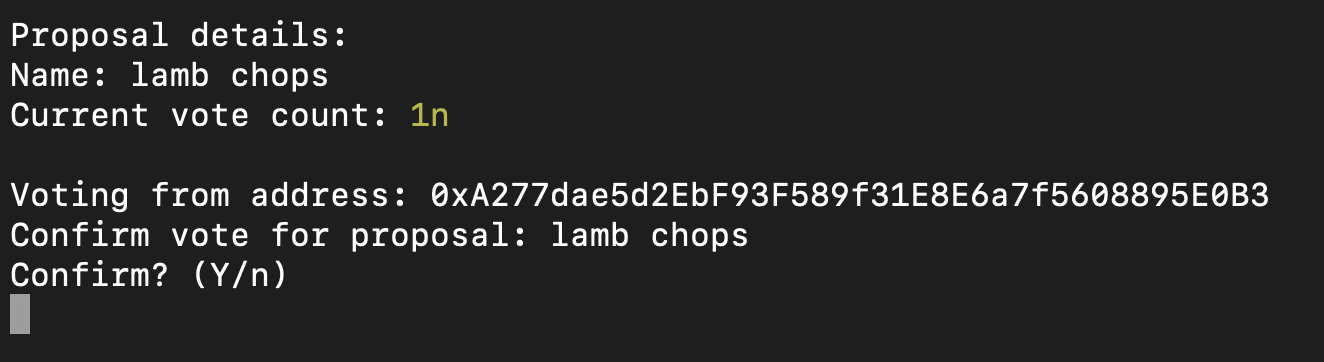 Proposal details:
Name: lamb chops
Current vote count: 1n
Voting from address: 0xA277dae5d2EbF93F589f31E8E6a7f5608895E0B3
Confirm vote for proposal: lamb chops
Confirm? (Y/n)